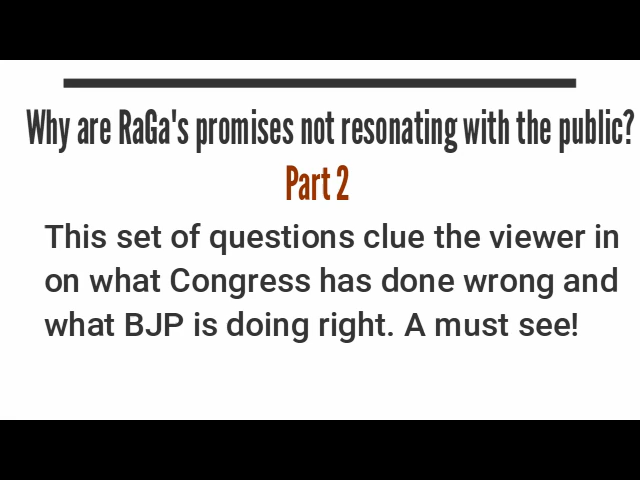 Why are RaGa's promises not resonating with the public?
Part 2
This set of questions clue the viewer in
on what Congress has done wrong and
what BJP is doing right. A must see!